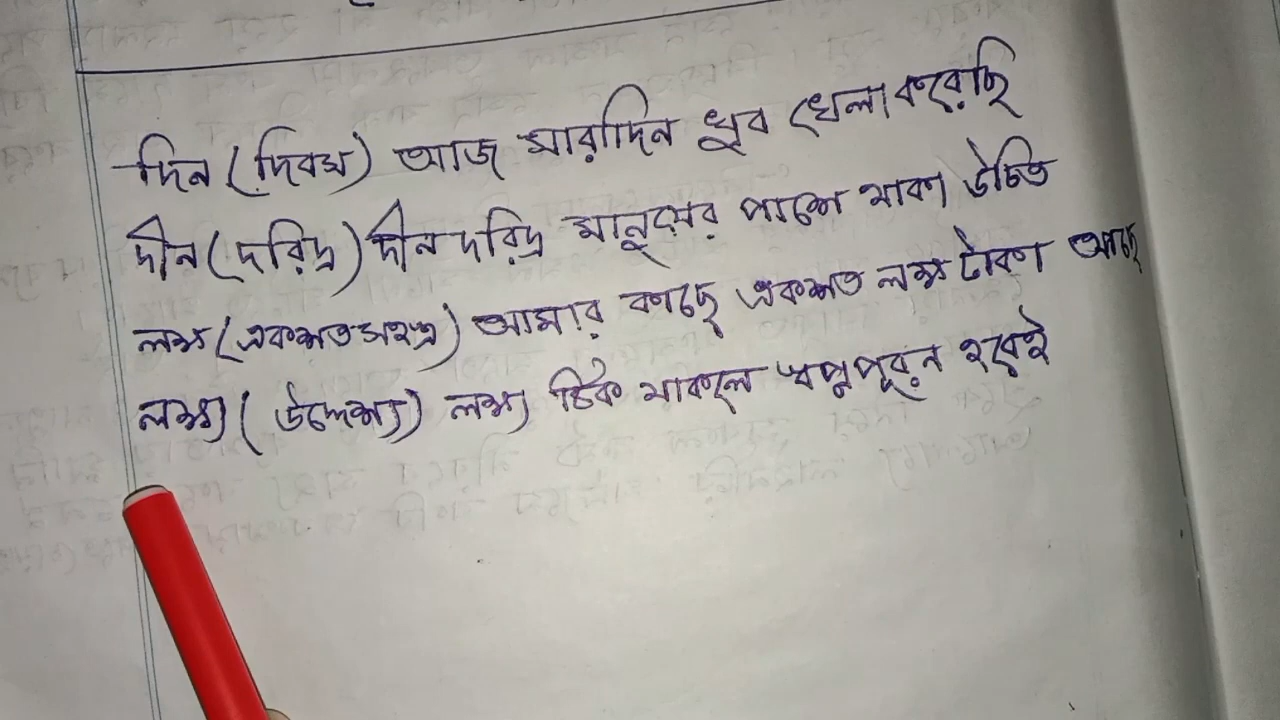 দিন (দিবস) আজ সারাদিন খুব খেলা করেছি
দীন (দরিদ্র) দীন দরিদ্র মানুষের পাশে থাকা উচিত
লক্ষ (একশত সহস্র) আমার কাছে একশত লক্ষ টাকা আছে
লক্ষ্য (উদ্দেশ্য) লক্ষ্য ঠিক থাকলে স্বপ্নপূরন হবেই